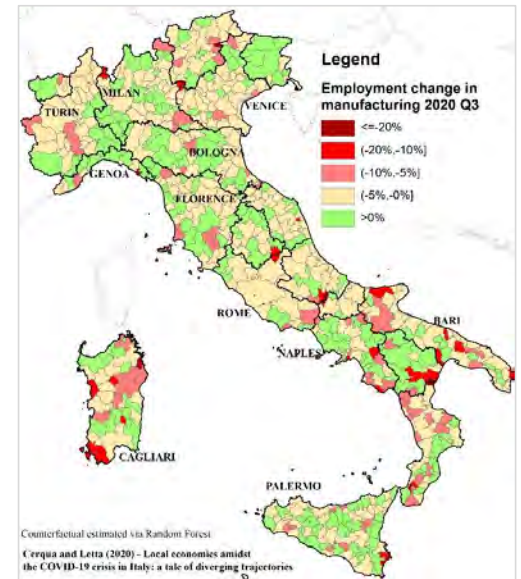 Legend
Employment change in
manufacturing 2020 Q3
<=-20%
(-20%,-10%]
(-10%,-5%]
(-5%,-0%]
>0%
MILAN
TURIN
VENICE
BOLOGNA
GENOA
FLORENCE
ROME
BARI
NAPLES
CAGLIARI
PALERMO
Counterfactual estimated via Random Forest
Cerqua and Letta (2020) - Local economies amidst
the COVID-19 crisis in Italy: a tale of diverging trajectories